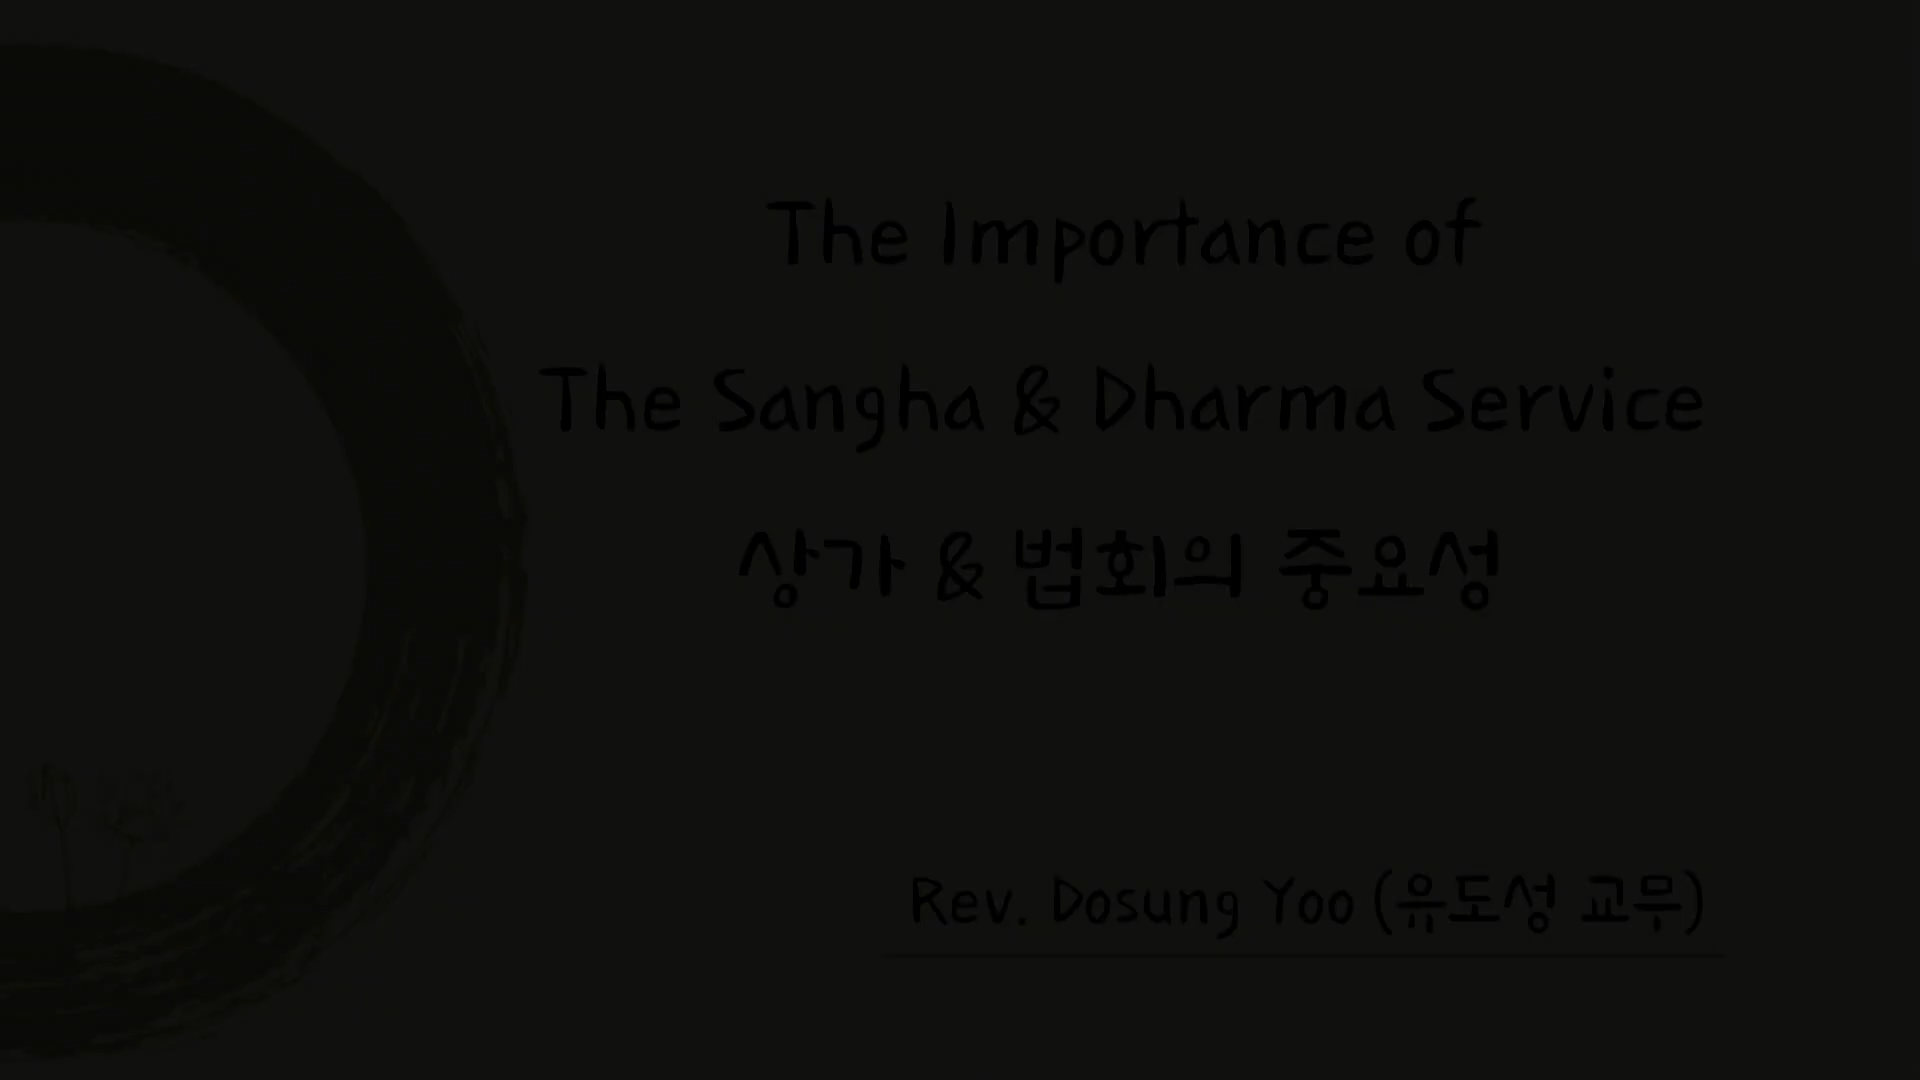 The Importance of
The Sangha & Dharma Service
상가 & 법회의 중요성
Rev. Dosung Yoo (유도성 교무)